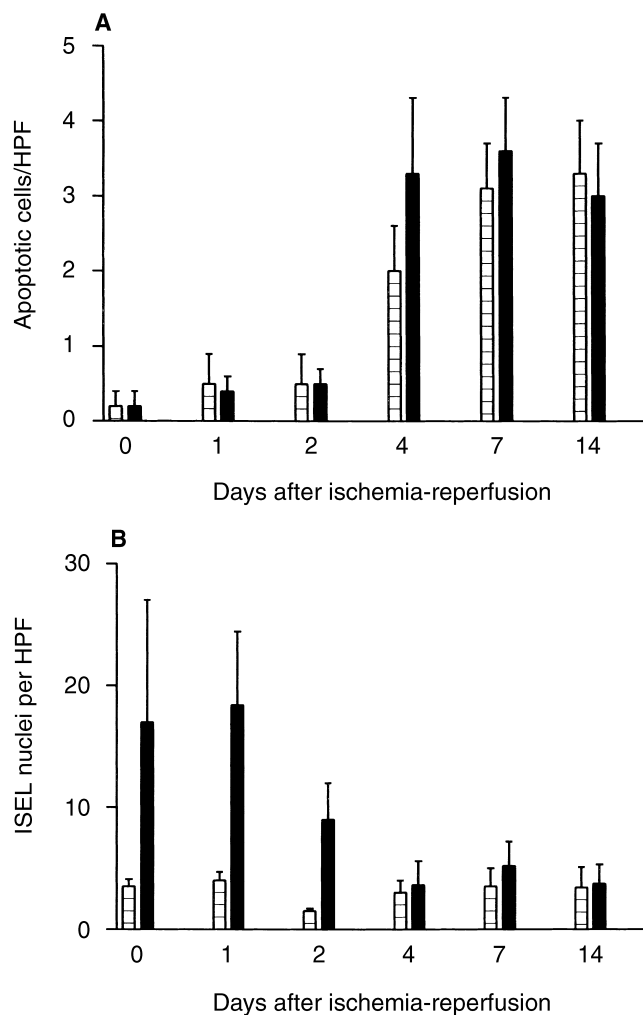 A
5
4
3
2
1
0
Apoptotic cells/HPF
0 1 2 4 7 14
Days after ischemia-reperfusion
B
30
20
10
0
ISEL nuclei per HPF
0 1 2 4 7 14
Days after ischemia-reperfusion